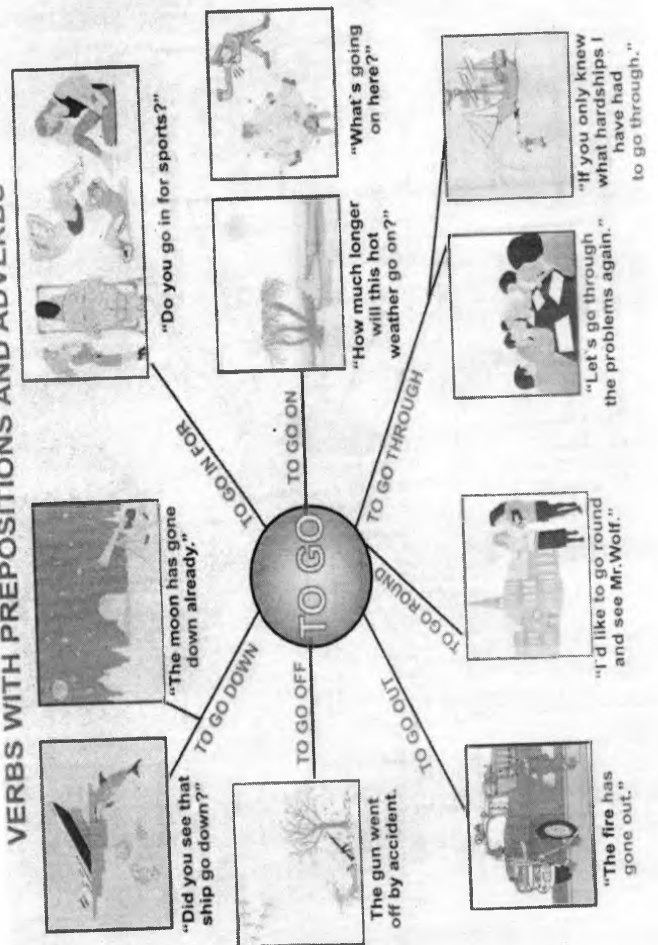 VERBS WITH PREPOSITIONS AND ADVERBS
"Did you see that
ship go down?"
"The moon has gone
down already."
"Do you go in for sports?"
TO GO DOWN
TO GO IN FOR
The gun went
off by accident.
TO GO OFF
TO GO
TO GO ON
"How much longer
will this hot
weather go on?"
"What`s going
on here?"
TO GO OUT
TO GO ROUND
TO GO THROUGH
"The fire has
gone out."
"I`d like to go round
and see Mr.Wolf."
"Let`s go through
the problems again."
"If you only knew
what hardships I
have had
to go through."